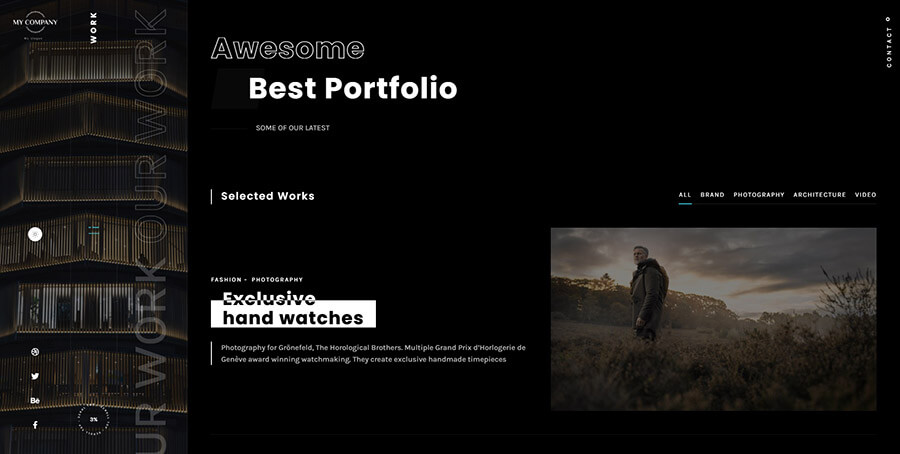 MY COMPANY
WORK
OUR WORK OUR WORK
Awesome
Best Portfolio
SOME OF OUR LATEST
CONTACT
Selected Works
ALL BRAND PHOTOGRAPHY ARCHITECTURE VIDEO
FASHION • PHOTOGRAPHY
Exclusive
hand watches
Photography for Grönefeld, The Horological Brothers. Multiple Grand Prix d'Horlogerie de
Genève award winning watchmaking. They create exclusive handmade timepieces
Bē
3%